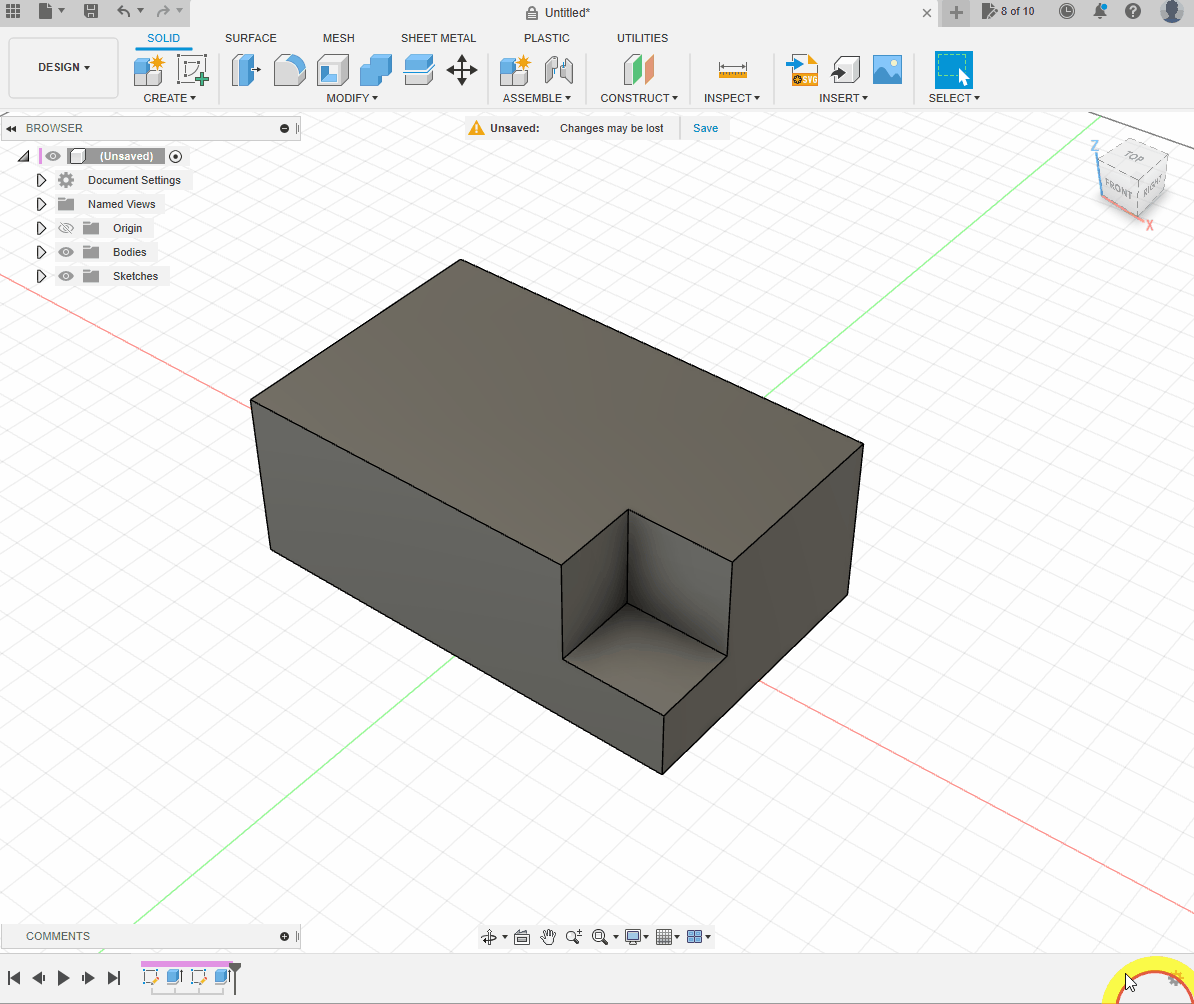 Untitled*
8 of 10
DESIGN
SOLID
SURFACE
MESH
SHEET METAL
PLASTIC
UTILITIES
SVG
CREATE
MODIFY
ASSEMBLE
CONSTRUCT
INSPECT
INSERT
SELECT
BROWSER
Unsaved: Changes may be lost
Save
(Unsaved)
Document Settings
Named Views
Origin
Bodies
Sketches
Z
TOP
FRONT
RIGHT
X
COMMENTS